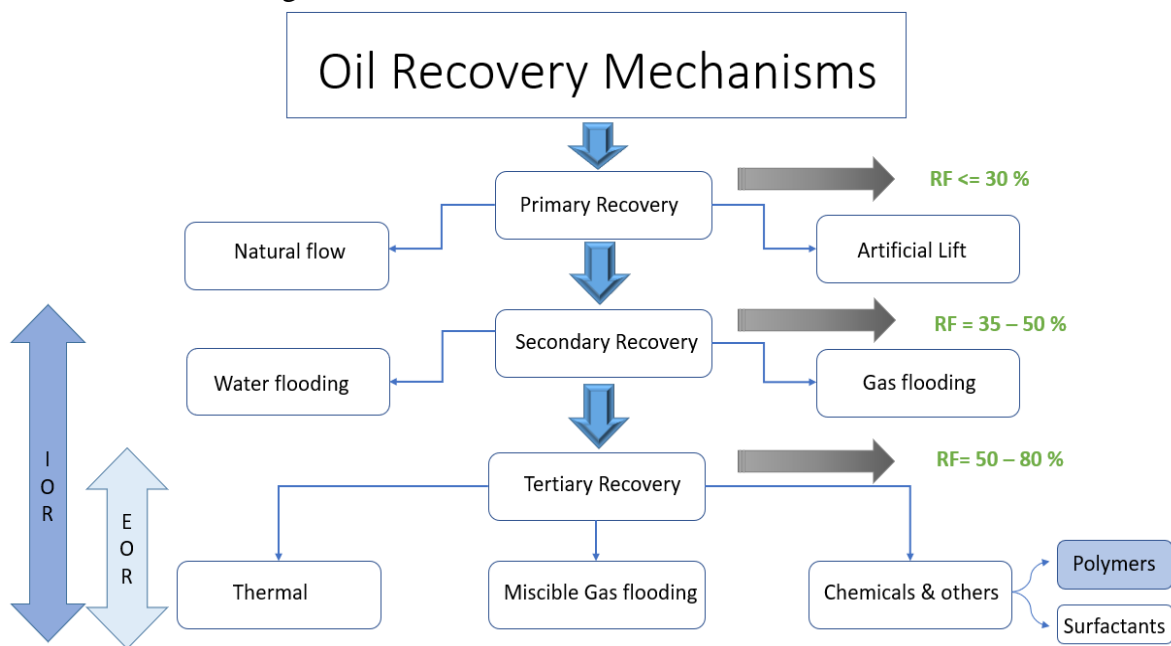 Oil Recovery Mechanisms
RF <= 30 %
Primary Recovery
Natural flow
Artificial Lift
RF = 35 – 50 %
Secondary Recovery
Water flooding
Gas flooding
RF= 50 – 80 %
Tertiary Recovery
I
O
R
E
O
R
Thermal
Miscible Gas flooding
Chemicals & others
Polymers
Surfactants